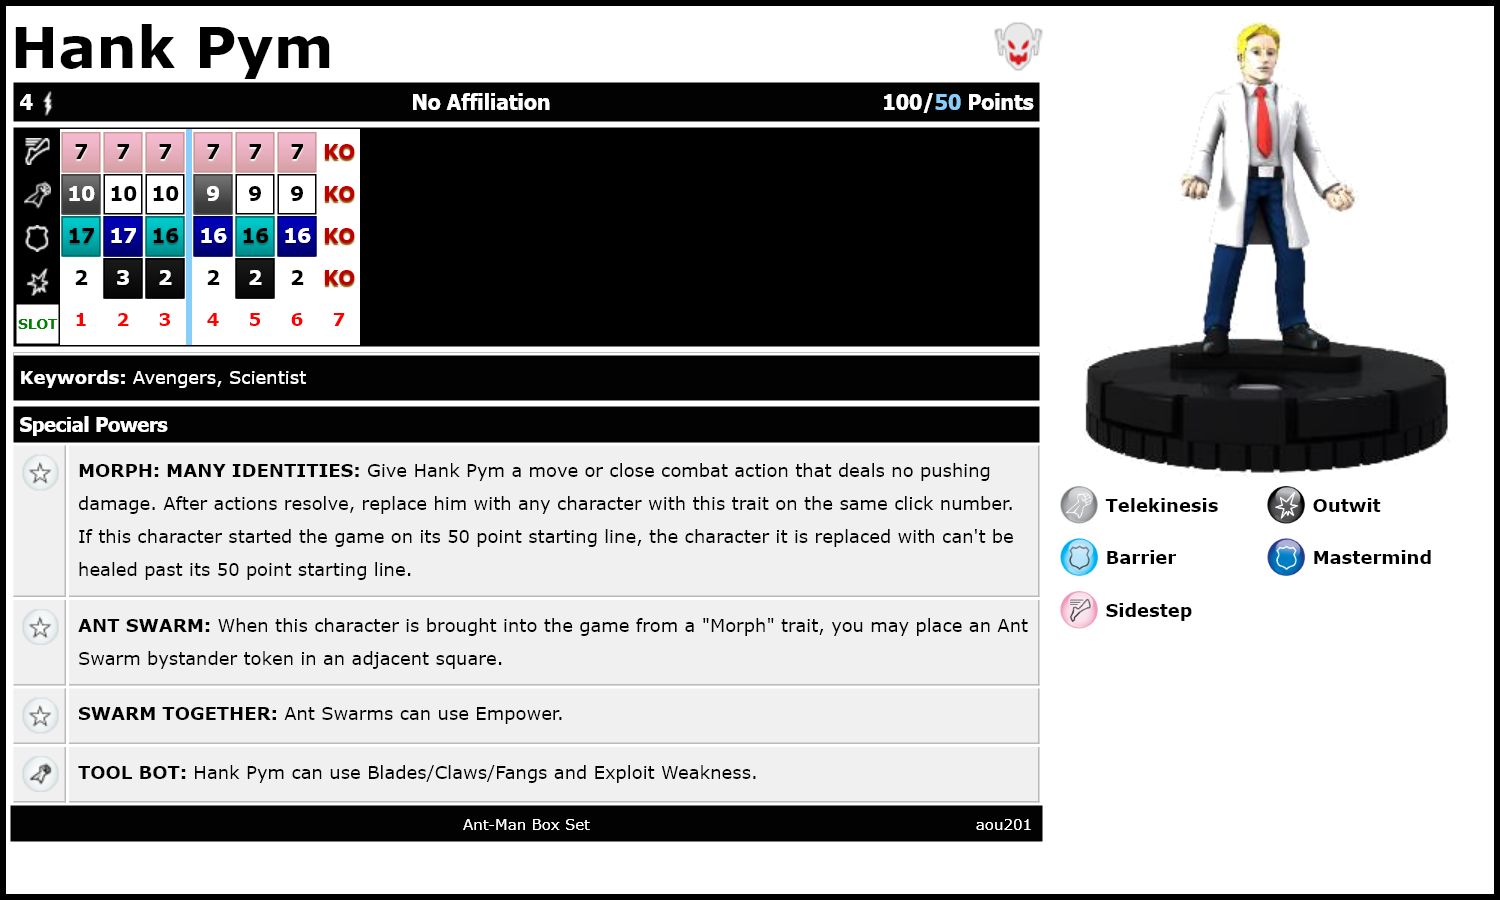 Hank Pym
4 No Affiliation 100/50 Points
7 7 7 7 7 7 KO
10 10 10 9 9 9 KO
17 17 16 16 16 16 KO
2 3 2 2 2 2 KO
SLOT 1 2 3 4 5 6 7
Keywords: Avengers, Scientist
Special Powers
MORPH: MANY IDENTITIES: Give Hank Pym a move or close combat action that deals no pushing
damage. After actions resolve, replace him with any character with this trait on the same click number.
If this character started the game on its 50 point starting line, the character it is replaced with can't be
healed past its 50 point starting line.
ANT SWARM: When this character is brought into the game from a "Morph" trait, you may place an Ant
Swarm bystander token in an adjacent square.
SWARM TOGETHER: Ant Swarms can use Empower.
TOOL BOT: Hank Pym can use Blades/Claws/Fangs and Exploit Weakness.
Ant-Man Box Set aou201
Telekinesis Outwit
Barrier Mastermind
Sidestep